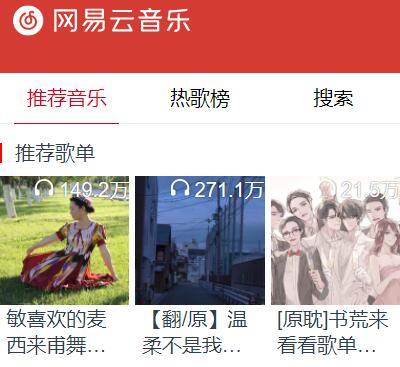 网易云音乐
推荐音乐 热歌榜 搜索
推荐歌单
149.2万 271.1万 21.5万
敏喜欢的麦西来甫舞...
【翻/原】温柔不是我...
[原耽]书荒来看看歌单...